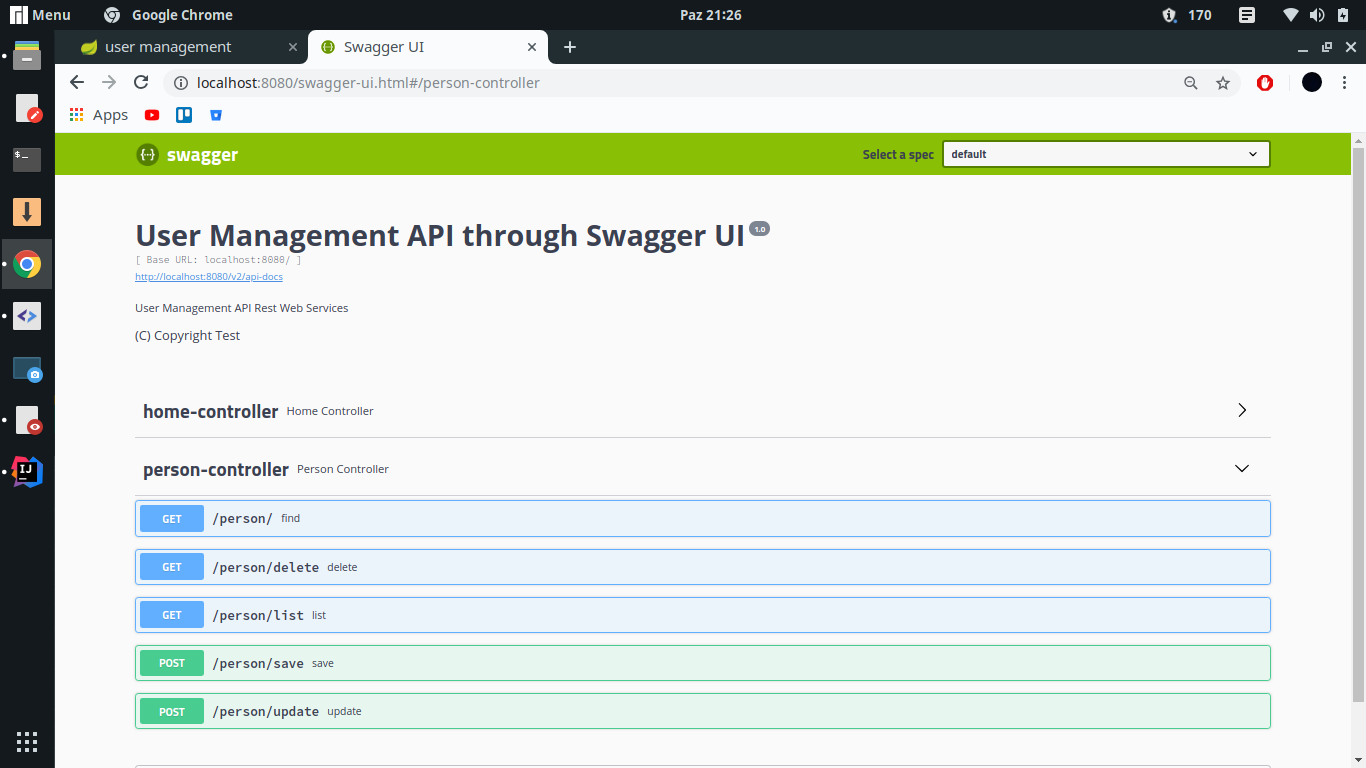 Menu Google Chrome Paz 21:26 170
user management Swagger UI
localhost:8080/swagger-ui.html#/person-controller
Apps
{··} swagger Select a spec default
User Management API through Swagger UI 1.0
[ Base URL: localhost:8080/ ]
http://localhost:8080/v2/api-docs
User Management API Rest Web Services
(C) Copyright Test
home-controller Home Controller
person-controller Person Controller
GET /person/ find
GET /person/delete delete
GET /person/list list
POST /person/save save
POST /person/update update
$-
<>
IJ